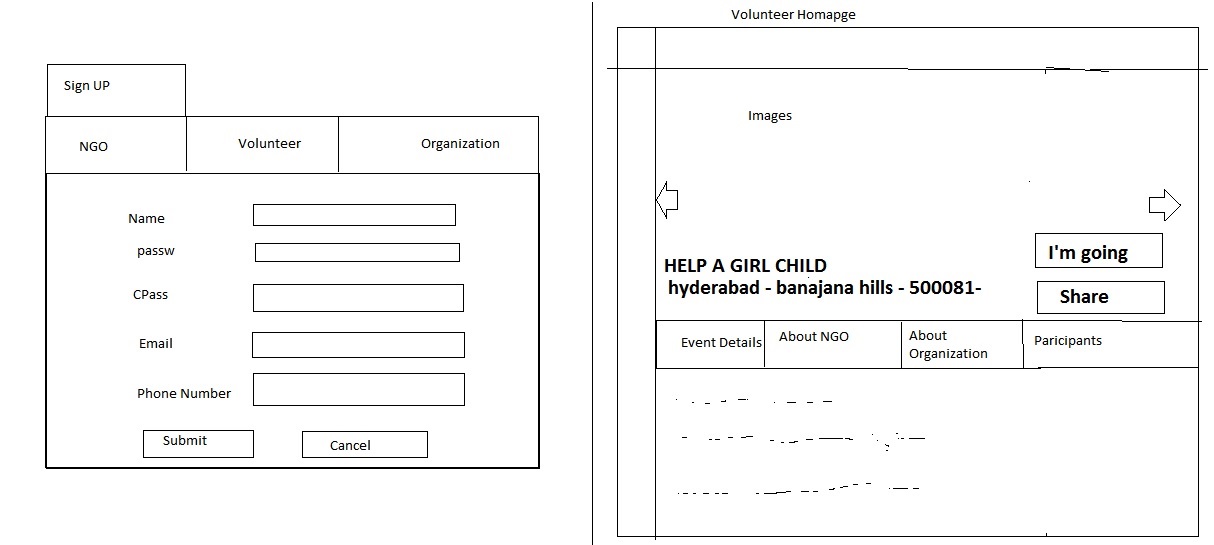 Sign UP
NGO
Volunteer
Organization
Name
passw
CPass
Email
Phone Number
Submit
Cancel
Volunteer Homapge
Images
I'm going
HELP A GIRL CHILD
hyderabad - banajana hills - 500081-
Share
Event Details
About NGO
About
Organization
Paricipants